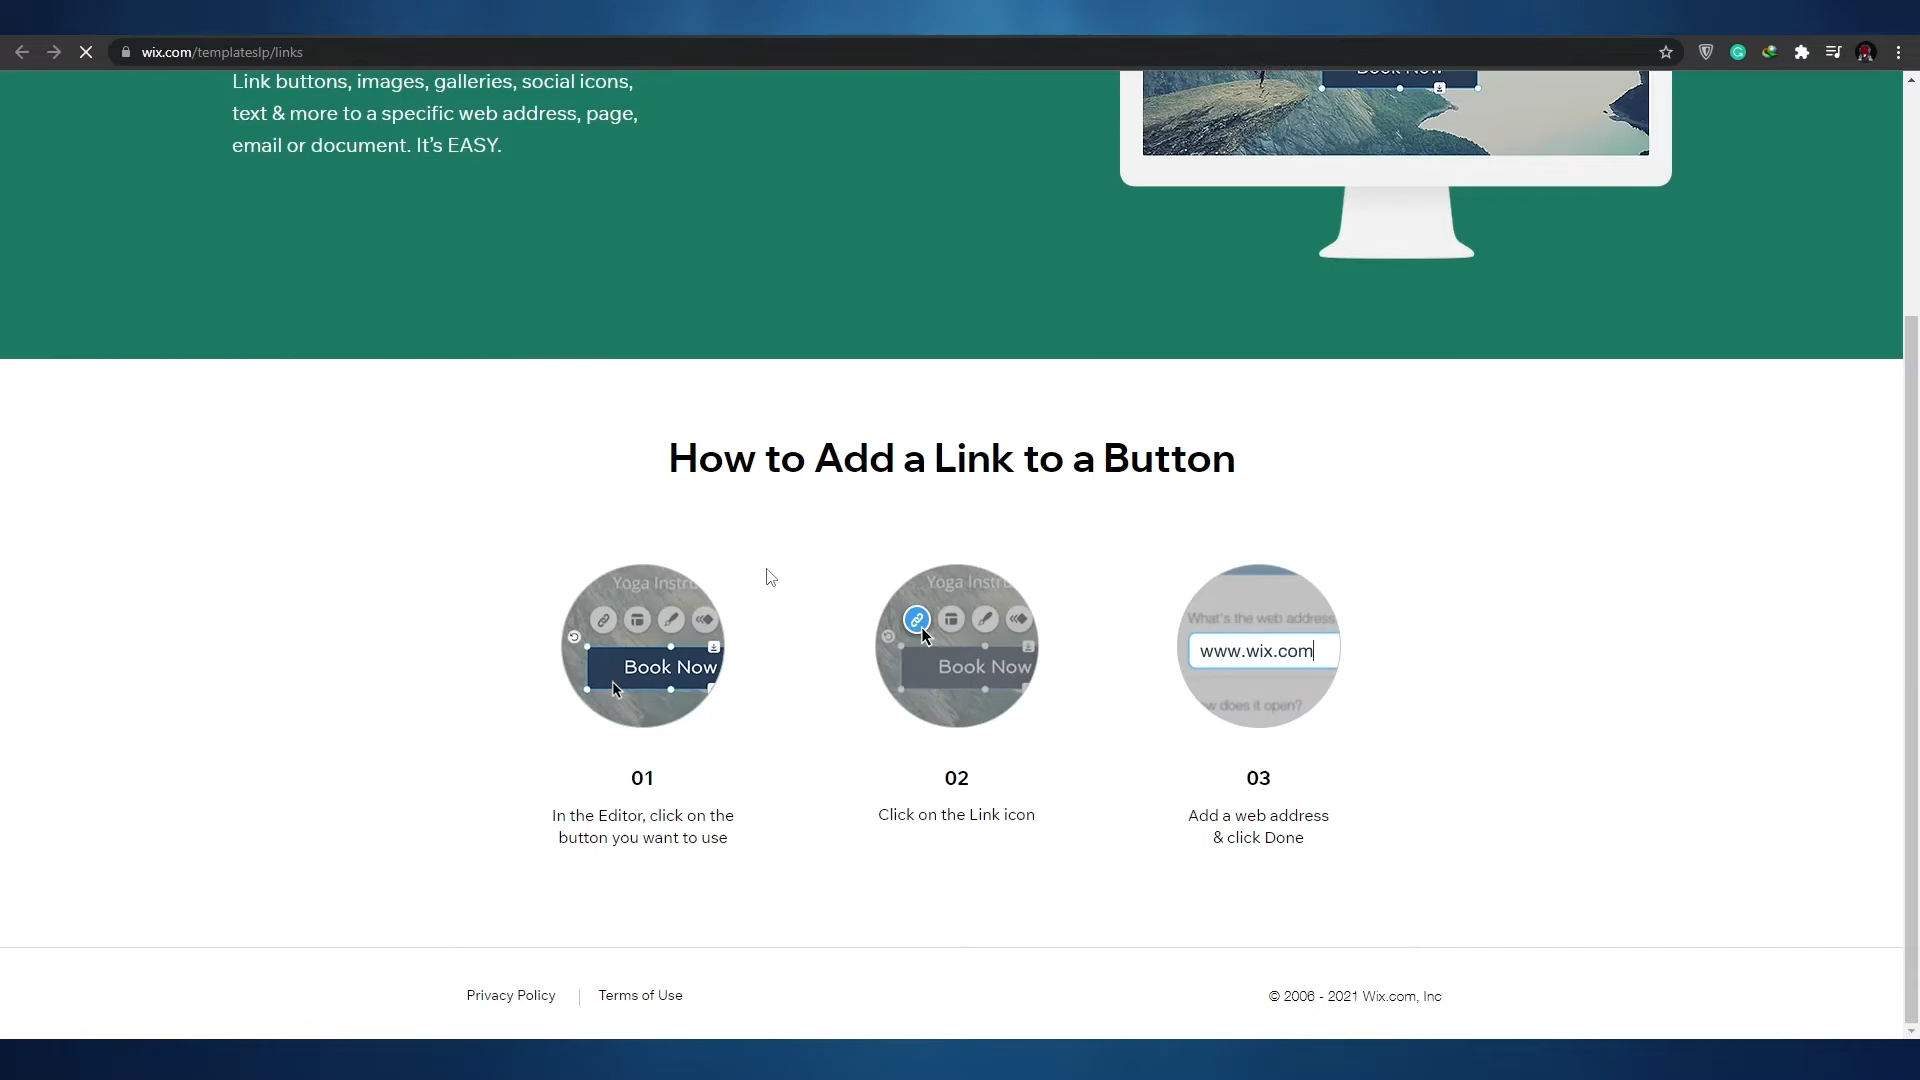 wix.com/templateslp/links
Link buttons, images, galleries, social icons,
text & more to a specific web address, page,
email or document. It’s EASY.
Book Now
How to Add a Link to a Button
Yoga Instru
Book Now
Yoga Instru
Book Now
What's the web address
www.wix.com
w does it open?
01
02
03
In the Editor, click on the
button you want to use
Click on the Link icon
Add a web address
& click Done
Privacy Policy
Terms of Use
© 2006 - 2021 Wix.com, Inc